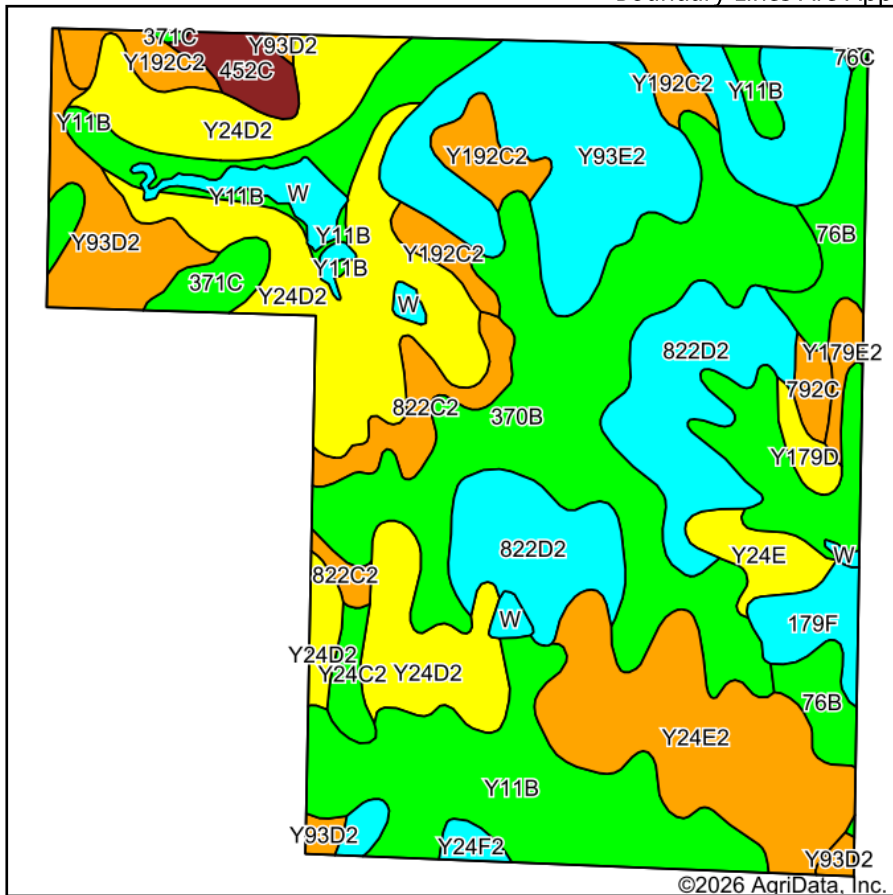 371C
Y93D2
Y192C2
452C
76C
Y192C2
Y11B
Y11B
Y24D2
Y192C2
Y93E2
Y11B
W
Y93D2
Y11B
76B
Y192C2
Y11B
371C
Y24D2
W
822D2
Y179E2
792C
822C2
370B
Y179D
822D2
Y24E
W
822C2
W
179F
Y24D2
Y24C2
Y24D2
76B
Y24E2
Y11B
Y93D2
Y24F2
Y93D2
©2026 AgriData, Inc.